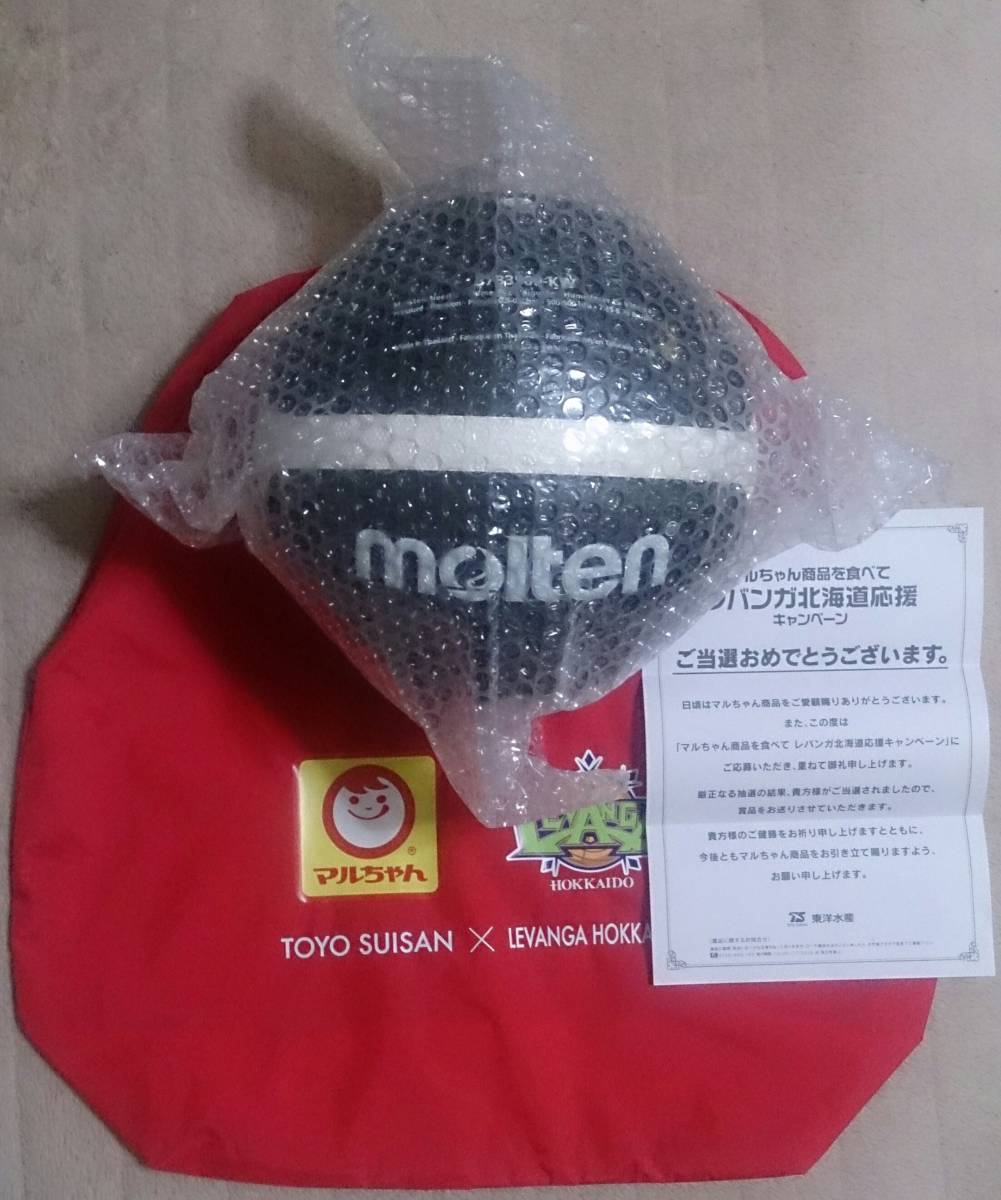 molten
マルちゃん
HOKKAIDO
TOYO SUISAN × LEVANGA HOKKA
ルちゃん商品を食べて
バンガ北海道応援
キャンペーン
ご当選おめでとうございます。
日頃はマルちゃん商品をご愛顧賜りありがとうございます。
また、この度は
「マルちゃん商品を食べて レバンガ北海道応援キャンペーン」に
ご応募いただき、重ねて御礼申し上げます。
厳正なる抽選の結果、貴方様がご当選されましたので、
賞品をお送りさせていただきます。
貴方様のご健勝をお祈り申し上げますとともに、
今後ともマルちゃん商品をお引き立て賜りますよう、
お願い申し上げます。
東洋水産